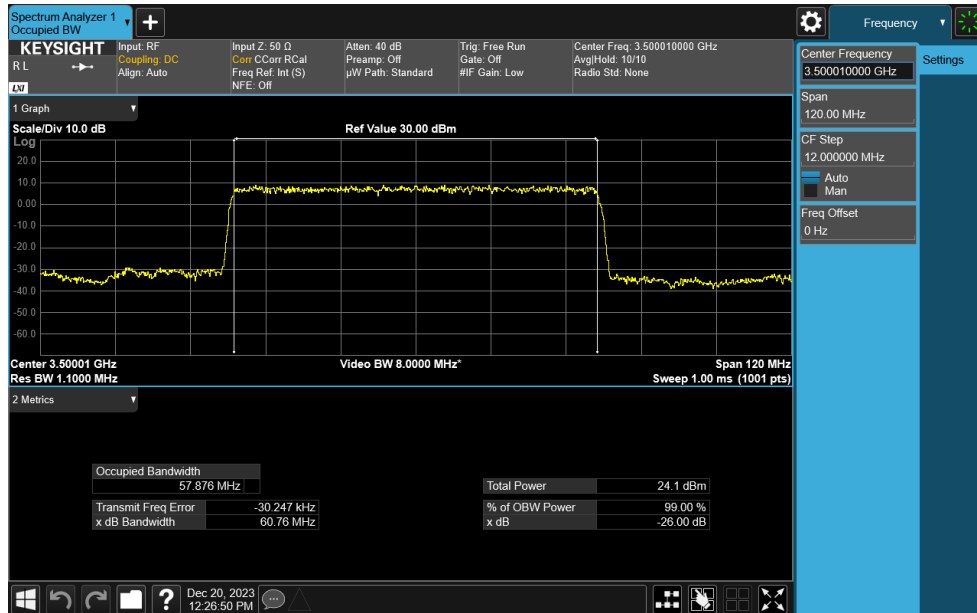 Spectrum Analyzer 1
Occupied BW
Frequency
KEYSIGHT
R L
LXI
Input: RF
Coupling: DC
Align: Auto
Input Z: 50 Ω
Corr CCorr RCal
Freq Ref: Int (S)
NFE: Off
Atten: 40 dB
Preamp: Off
µW Path: Standard
Trig: Free Run
Gate: Off
#IF Gain: Low
Center Freq: 3.500010000 GHz
Avg|Hold: 10/10
Radio Std: None
Center Frequency
3.500010000 GHz
Settings
Span
120.00 MHz
CF Step
12.000000 MHz
Auto
Man
Freq Offset
0 Hz
1 Graph
Scale/Div 10.0 dB
Ref Value 30.00 dBm
Log
20.0
10.0
0.00
-10.0
-20.0
-30.0
-40.0
-50.0
-60.0
Center 3.50001 GHz
Video BW 8.0000 MHz*
Span 120 MHz
Res BW 1.1000 MHz
Sweep 1.00 ms (1001 pts)
2 Metrics
Occupied Bandwidth
57.876 MHz
Total Power 24.1 dBm
Transmit Freq Error -30.247 kHz
% of OBW Power 99.00 %
x dB Bandwidth 60.76 MHz
x dB -26.00 dB
?
Dec 20, 2023
12:26:50 PM